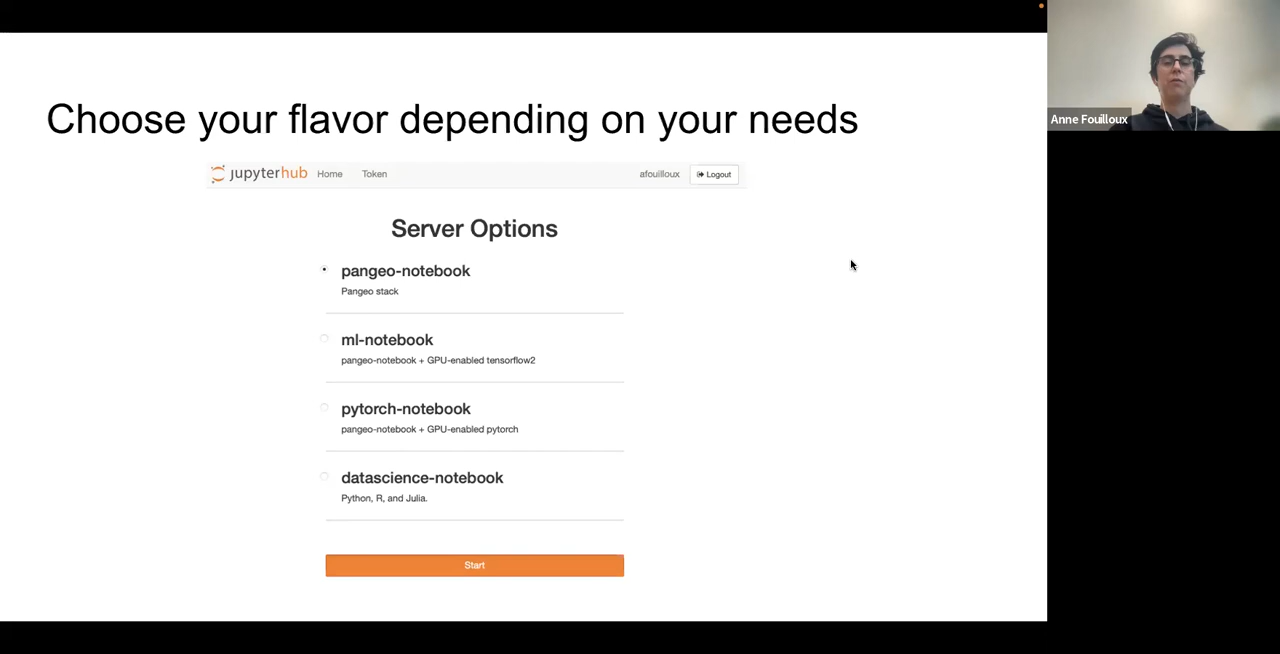 Choose your flavor depending on your needs
jupyterhub Home Token afouilloux Logout
Server Options
pangeo-notebook
Pangeo stack
ml-notebook
pangeo-notebook + GPU-enabled tensorflow2
pytorch-notebook
pangeo-notebook + GPU-enabled pytorch
datascience-notebook
Python, R, and Julia.
Start
Anne Fouilloux